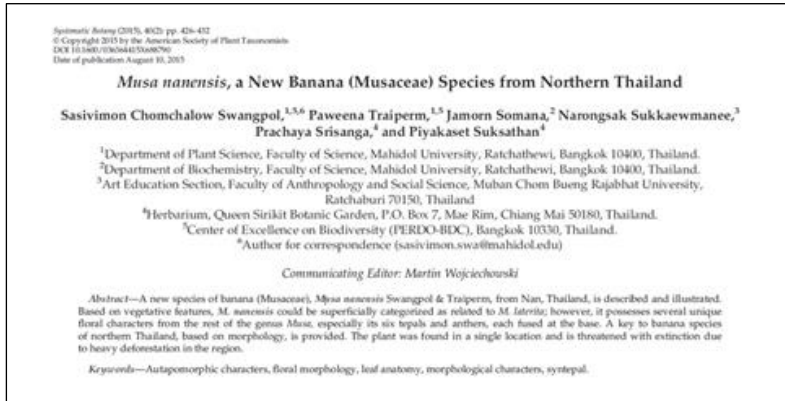 Systematic Botany (2015), 40(2): pp. 426–432
© Copyright 2015 by the American Society of Plant Taxonomists
DOI 10.1600/036364415X688790
Date of publication August 10, 2015
Musa nanensis, a New Banana (Musaceae) Species from Northern Thailand
Sasivimon Chomchalow Swangpol,1,5,6 Paweena Traiperm,1,5 Jamorn Somana,2 Narongsak Sukkaewmanee,3
Prachaya Srisanga,4 and Piyakaset Suksathan4
1Department of Plant Science, Faculty of Science, Mahidol University, Ratchathewi, Bangkok 10400, Thailand.
2Department of Biochemistry, Faculty of Science, Mahidol University, Ratchathewi, Bangkok 10400, Thailand.
3Art Education Section, Faculty of Anthropology and Social Science, Muban Chom Bueng Rajabhat University,
Ratchaburi 70150, Thailand
4Herbarium, Queen Sirikit Botanic Garden, P.O. Box 7, Mae Rim, Chiang Mai 50180, Thailand.
5Center of Excellence on Biodiversity (PERDO-BDC), Bangkok 10330, Thailand.
6Author for correspondence (sasivimon.swa@mahidol.edu)
Communicating Editor: Martin Wojciechowski
Abstract—A new species of banana (Musaceae), Musa nanensis Swangpol & Traiperm, from Nan, Thailand, is described and illustrated.
Based on vegetative features, M. nanensis could be superficially categorized as related to M. laterita; however, it possesses several unique
floral characters from the rest of the genus Musa, especially its six tepals and anthers, each fused at the base. A key to banana species
of northern Thailand, based on morphology, is provided. The plant was found in a single location and is threatened with extinction due
to heavy deforestation in the region.
Keywords—Autapomorphic characters, floral morphology, leaf anatomy, morphological characters, syntepal.